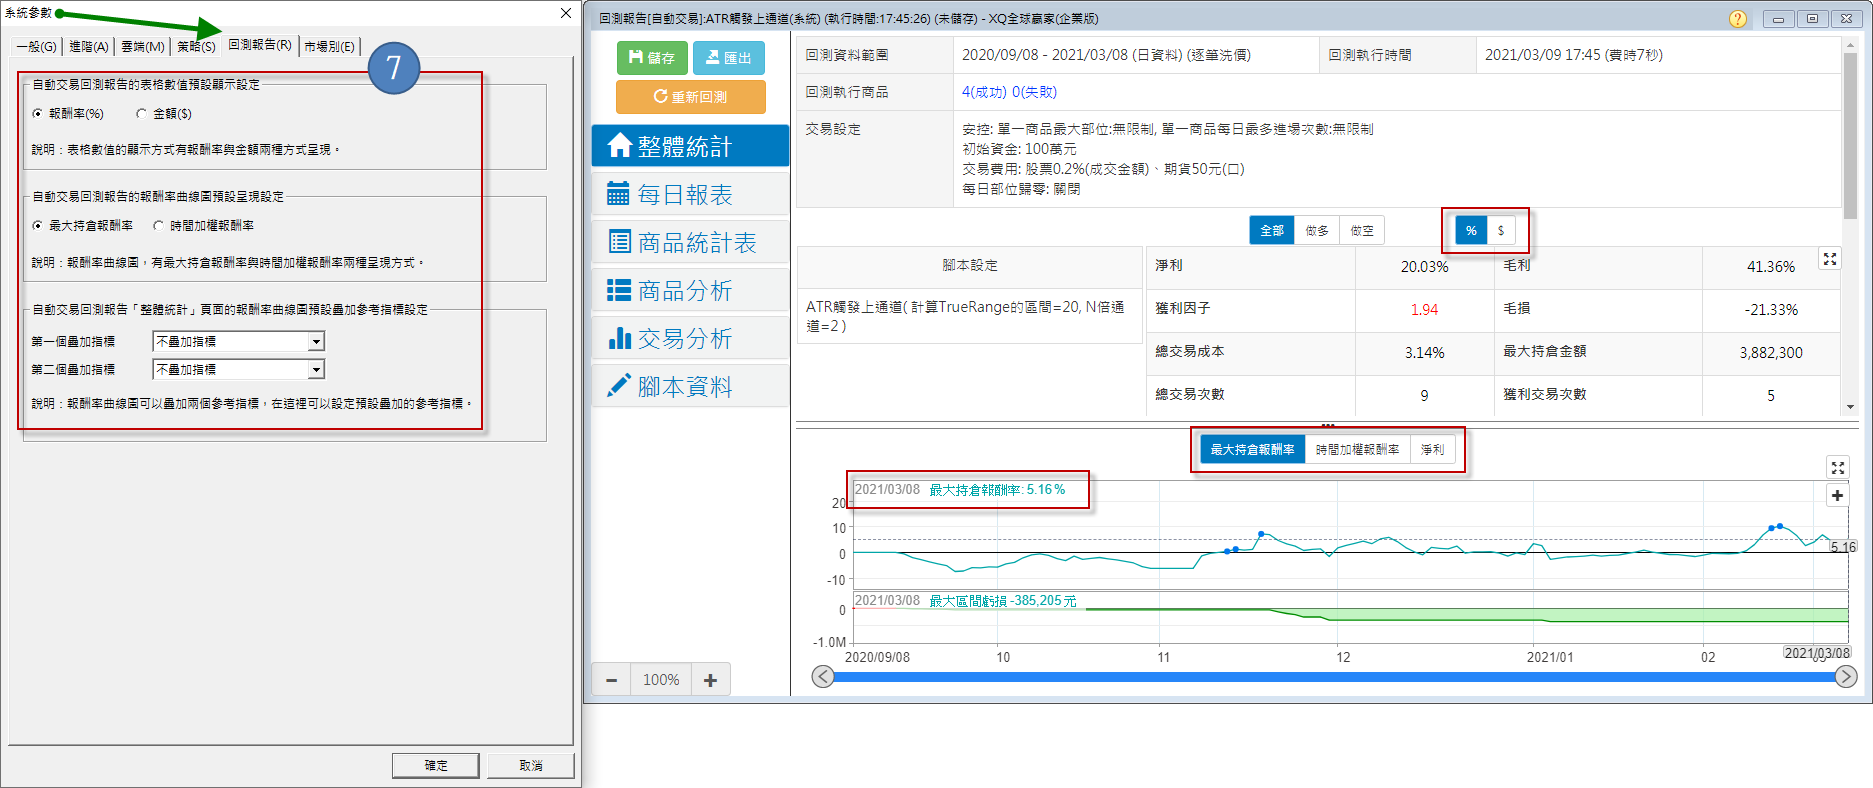 系統參數
一般(G) 進階(A) 雲端(M) 策略(S) 回測報告(R) 市場別(E)
7
自動交易回測報告的表格數值預設顯示設定
報酬率(%) 金額($)
說明：表格數值的顯示方式有報酬率與金額兩種方式呈現。
自動交易回測報告的報酬率曲線圖預設呈現設定
最大持倉報酬率 時間加權報酬率
說明：報酬率曲線圖，有最大持倉報酬率與時間加權報酬率兩種呈現方式。
自動交易回測報告「整體統計」頁面的報酬率曲線圖預設疊加參考指標設定
第一個疊加指標 不疊加指標
第二個疊加指標 不疊加指標
說明：報酬率曲線圖可以疊加兩個參考指標，在這裡可以設定預設疊加的參考指標。
確定 取消
回測報告[自動交易]:ATR觸發上通道(系統) (執行時間:17:45:26) (未儲存) - XQ全球贏家(企業版)
儲存 匯出
重新回測
整體統計
每日報表
商品統計表
商品分析
交易分析
腳本資料
100%
回測資料範圍 2020/09/08 - 2021/03/08 (日資料) (逐筆洗價) 回測執行時間 2021/03/09 17:45 (費時7秒)
回測執行商品 4(成功) 0(失敗)
交易設定 安控: 單一商品最大部位:無限制, 單一商品每日最多進場次數:無限制
初始資金: 100萬元
交易費用: 股票0.2%(成交金額)、期貨50元(口)
每日部位歸零: 關閉
全部 做多 做空 % $
腳本設定
ATR觸發上通道( 計算TrueRange的區間=20, N倍通
道=2 )
淨利 20.03% 毛利 41.36%
獲利因子 1.94 毛損 -21.33%
總交易成本 3.14% 最大持倉金額 3,882,300
總交易次數 9 獲利交易次數 5
最大持倉報酬率 時間加權報酬率 淨利
2021/03/08 最大持倉報酬率: 5.16 %
20
10
0
-10
5.16
2021/03/08 最大區間虧損 -385,205 元
0
-1.0M
2020/09/08 10 11 12 2021/01 02 2021/03/08